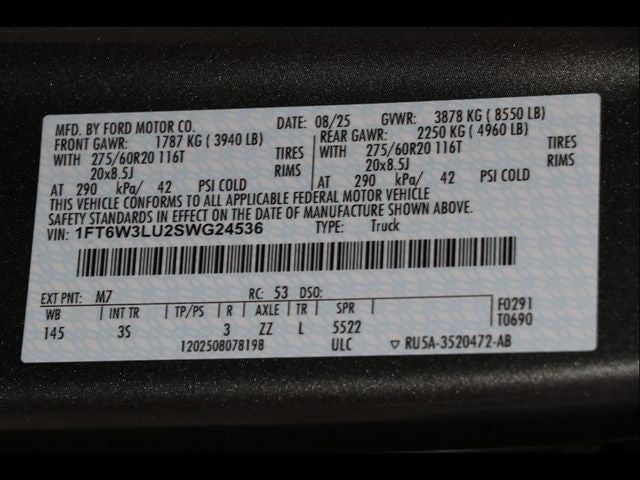 MFD. BY FORD MOTOR CO. DATE: 08/25 GVWR: 3878 KG ( 8550 LB)
FRONT GAWR: 1787 KG ( 3940 LB) REAR GAWR: 2250 KG ( 4960 LB)
WITH 275/60R20 116T TIRES WITH 275/60R20 116T TIRES
20x8.5J RIMS 20x8.5J RIMS
AT 290 kPa/ 42 PSI COLD AT 290 kPa/ 42 PSI COLD
THIS VEHICLE CONFORMS TO ALL APPLICABLE FEDERAL MOTOR VEHICLE
SAFETY STANDARDS IN EFFECT ON THE DATE OF MANUFACTURE SHOWN ABOVE.
VIN: 1FT6W3LU2SWG24536 TYPE: Truck
EXT PNT: M7 RC: 53 DSO: F0291
WB INT TR TP/PS R AXLE TR SPR T0690
145 3S 3 ZZ L 5522
1202508078198 ULC ▽ RU5A-3520472-AB